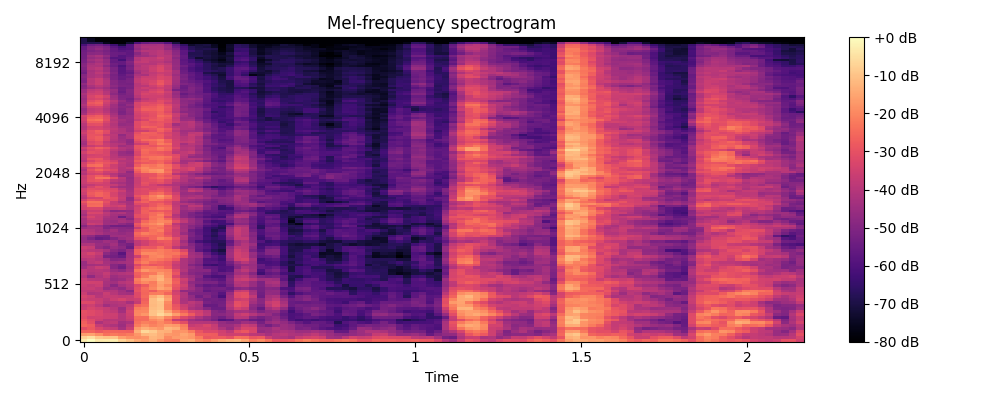 Mel-frequency spectrogram
Hz
8192
4096
2048
1024
512
0
0
0.5
1
1.5
2
Time
+0 dB
-10 dB
-20 dB
-30 dB
-40 dB
-50 dB
-60 dB
-70 dB
-80 dB